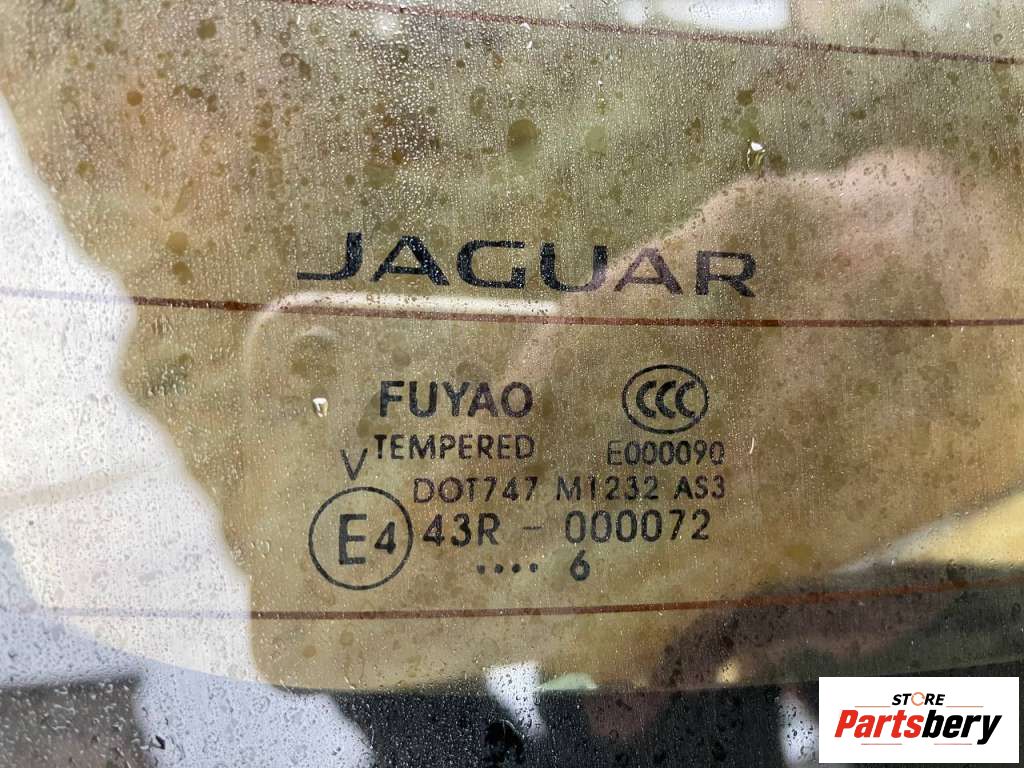 JAGUAR
FUYAO
CCC
TEMPERED
E000090
V
DOT747 M1232 AS3
E4 43R - 000072
.... 6
STORE
Partsbery